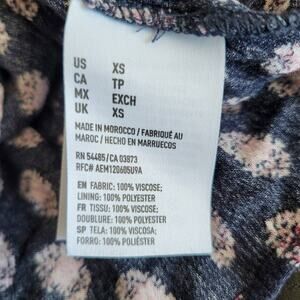 US XS
CA TP
MX EXCH
UK XS
MADE IN MOROCCO / FABRIQUÉ AU
MAROC / HECHO EN MARRUECOS
RN 54485/CA 03873
RFC# AEM120605U9A
EN FABRIC: 100% VISCOSE;
LINING: 100% POLYESTER
FR TISSU: 100% VISCOSE;
DOUBLURE: 100% POLYESTER
SP TELA: 100% VISCOSA;
FORRO: 100% POLIÉSTER